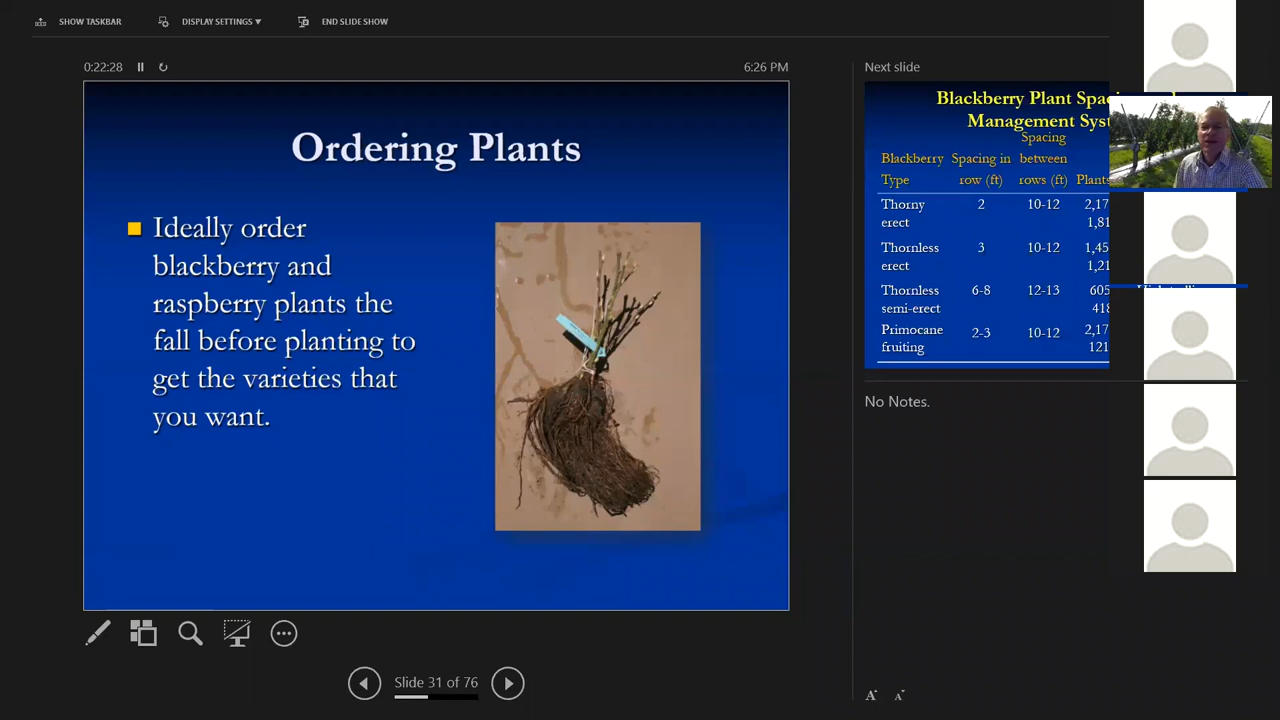 SHOW TASKBAR
DISPLAY SETTINGS ▼
END SLIDE SHOW
0:22:28
6:26 PM
Ordering Plants
Ideally order
blackberry and
raspberry plants the
fall before planting to
get the varieties that
you want.
Slide 31 of 76
Next slide
Blackberry Plant
Management
Spacing
Blackberry Spacing in between
Type row (ft) rows (ft) Plants
Thorny 2 10-12 2,17
erect 1,81
Thornless 3 10-12 1,45
erect 1,21
Thornless 6-8 12-13 605
semi-erect 418
Primocane 2-3 10-12 2,17
fruiting 121
No Notes.
A A